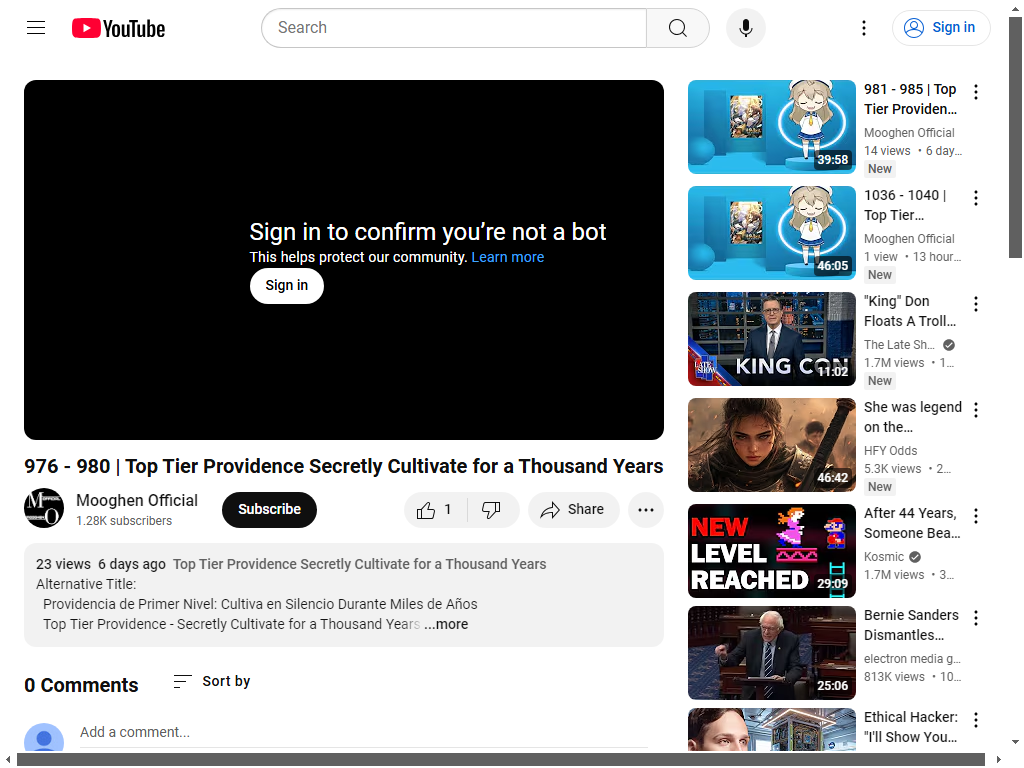 YouTube
Search
Sign in
Sign in to confirm you’re not a bot
This helps protect our community. Learn more
Sign in
976 - 980 | Top Tier Providence Secretly Cultivate for a Thousand Years
Mooghen Official
1.28K subscribers
Subscribe
1
Share
23 views 6 days ago Top Tier Providence Secretly Cultivate for a Thousand Years
Alternative Title:
Providencia de Primer Nivel: Cultiva en Silencio Durante Miles de Años
Top Tier Providence - Secretly Cultivate for a Thousand Years ...more
0 Comments
Sort by
Add a comment...
39:58
981 - 985 | Top
Tier Providen...
Mooghen Official
14 views • 6 day...
New
46:05
1036 - 1040 |
Top Tier...
Mooghen Official
1 view • 13 hour...
New
LATE SHOW
KING CON
11:02
"King" Don
Floats A Troll...
The Late Sh...
1.7M views • 1...
New
46:42
She was legend
on the...
HFY Odds
5.3K views • 2...
New
NEW
LEVEL
REACHED
29:09
After 44 Years,
Someone Bea...
Kosmic
1.7M views • 3...
25:06
Bernie Sanders
Dismantles...
electron media g...
813K views • 10...
Ethical Hacker:
"I'll Show You...